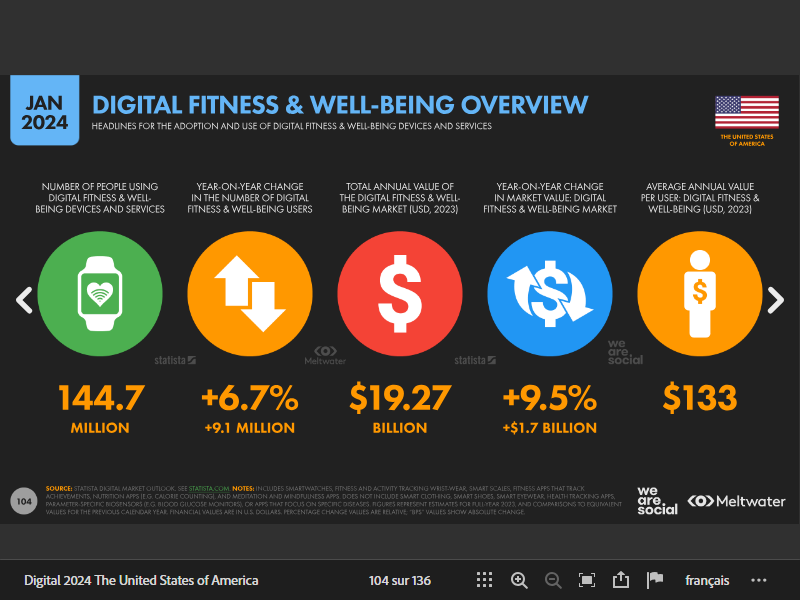 JAN
2024
DIGITAL FITNESS & WELL-BEING OVERVIEW
HEADLINES FOR THE ADOPTION AND USE OF DIGITAL FITNESS & WELL-BEING DEVICES AND SERVICES
THE UNITED STATES
OF AMERICA
NUMBER OF PEOPLE USING
DIGITAL FITNESS & WELL-
BEING DEVICES AND SERVICES
YEAR-ON-YEAR CHANGE
IN THE NUMBER OF DIGITAL
FITNESS & WELL-BEING USERS
TOTAL ANNUAL VALUE OF
THE DIGITAL FITNESS & WELL-
BEING MARKET (USD, 2023)
YEAR-ON-YEAR CHANGE
IN MARKET VALUE: DIGITAL
FITNESS & WELL-BEING MARKET
AVERAGE ANNUAL VALUE
PER USER: DIGITAL FITNESS &
WELL-BEING (USD, 2023)
$
$
$
statista
Meltwater
statista
we
are.
social
144.7
MILLION
+6.7%
+9.1 MILLION
$19.27
BILLION
+9.5%
+$1.7 BILLION
$133
104
SOURCE: STATISTA DIGITAL MARKET OUTLOOK. SEE STATISTA.COM. NOTES: INCLUDES SMARTWATCHES, FITNESS AND ACTIVITY TRACKING WRIST-WEAR, SMART SCALES, FITNESS APPS THAT TRACK
ACHIEVEMENTS, NUTRITION APPS (E.G. CALORIE COUNTING), AND MEDITATION AND MINDFULNESS APPS. DOES NOT INCLUDE SMART CLOTHING, SMART SHOES, SMART EYEWEAR, HEALTH TRACKING APPS,
PARAMETER-SPECIFIC BIOSENSORS (E.G. BLOOD GLUCOSE MONITORS), OR APPS THAT FOCUS ON SPECIFIC DISEASES. FIGURES REPRESENT ESTIMATES FOR FULL-YEAR 2023, AND COMPARISONS TO EQUIVALENT
VALUES FOR THE PREVIOUS CALENDAR YEAR. FINANCIAL VALUES ARE IN U.S. DOLLARS. PERCENTAGE CHANGE VALUES ARE RELATIVE. "BPS" VALUES SHOW ABSOLUTE CHANGE.
we
are.
social
Meltwater
Digital 2024 The United States of America
104 sur 136
français